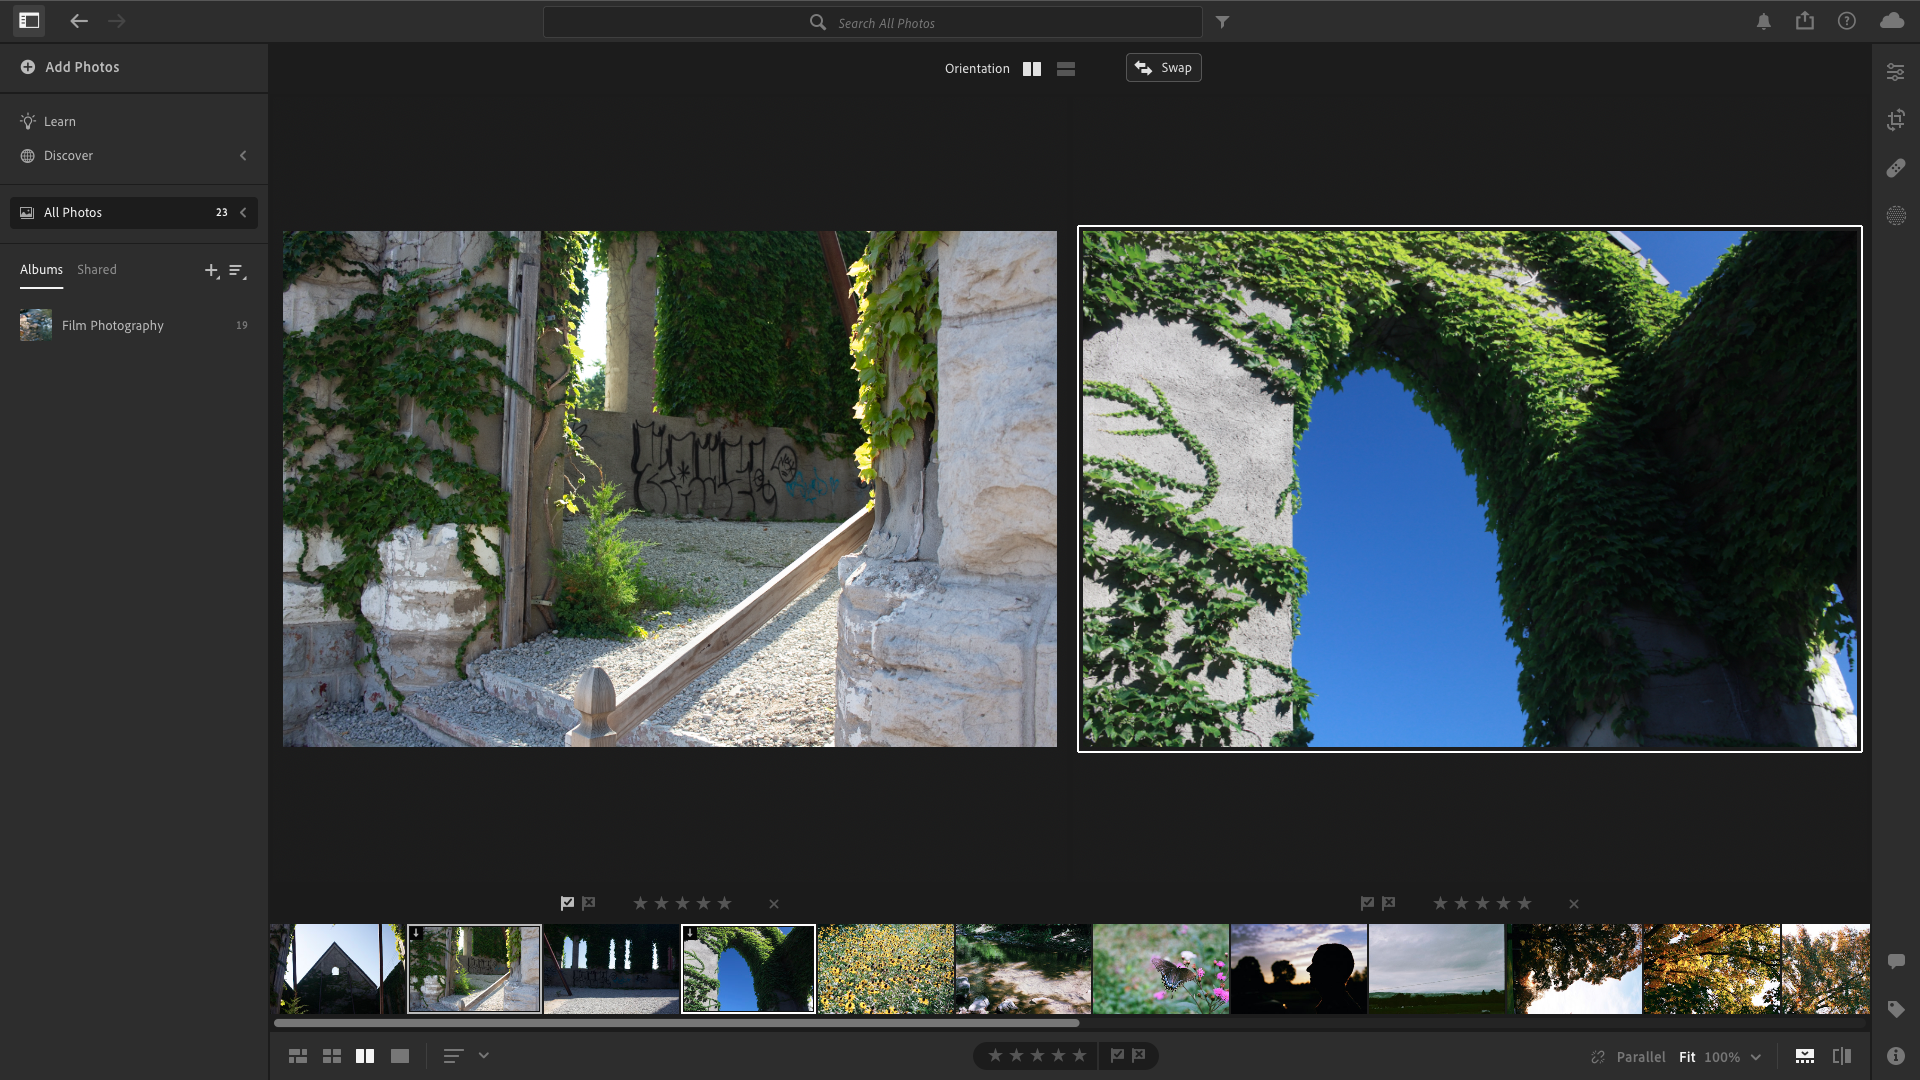 Search All Photos
Add Photos
Orientation
Swap
Learn
Discover
All Photos
23
Albums
Shared
Film Photography
19
Parallel
Fit
100%